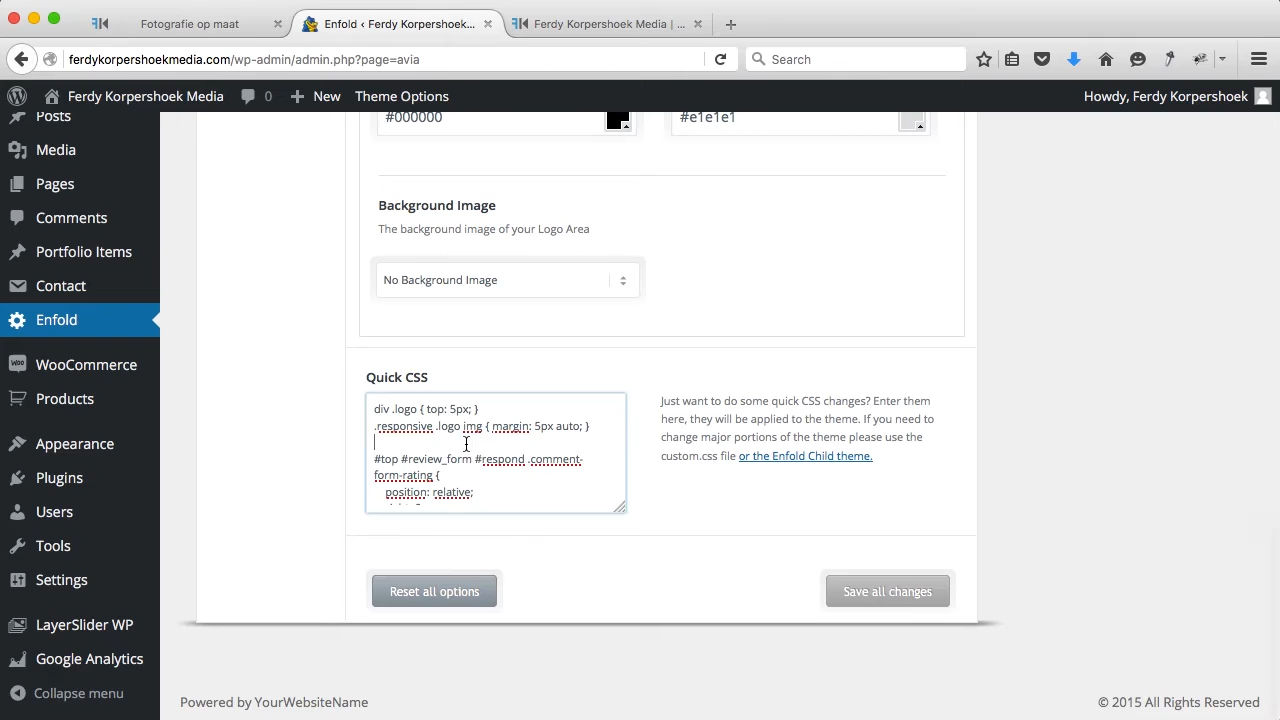 Fotografie op maat
Enfold ‹ Ferdy Korpershoek...
Ferdy Korpershoek Media | ...
ferdykorpershoekmedia.com/wp-admin/admin.php?page=avia
Search
Ferdy Korpershoek Media
0
New
Theme Options
Howdy, Ferdy Korpershoek
Posts
Media
Pages
Comments
Portfolio Items
Contact
Enfold
WooCommerce
Products
Appearance
Plugins
Users
Tools
Settings
LayerSlider WP
Google Analytics
Collapse menu
#000000
#e1e1e1
Background Image
The background image of your Logo Area
No Background Image
Quick CSS
div .logo { top: 5px; }
.responsive .logo img { margin: 5px auto; }
#top #review_form #respond .comment-
form-rating {
position: relative;
Just want to do some quick CSS changes? Enter them
here, they will be applied to the theme. If you need to
change major portions of the theme please use the
custom.css file or the Enfold Child theme.
Reset all options
Save all changes
Powered by YourWebsiteName
© 2015 All Rights Reserved